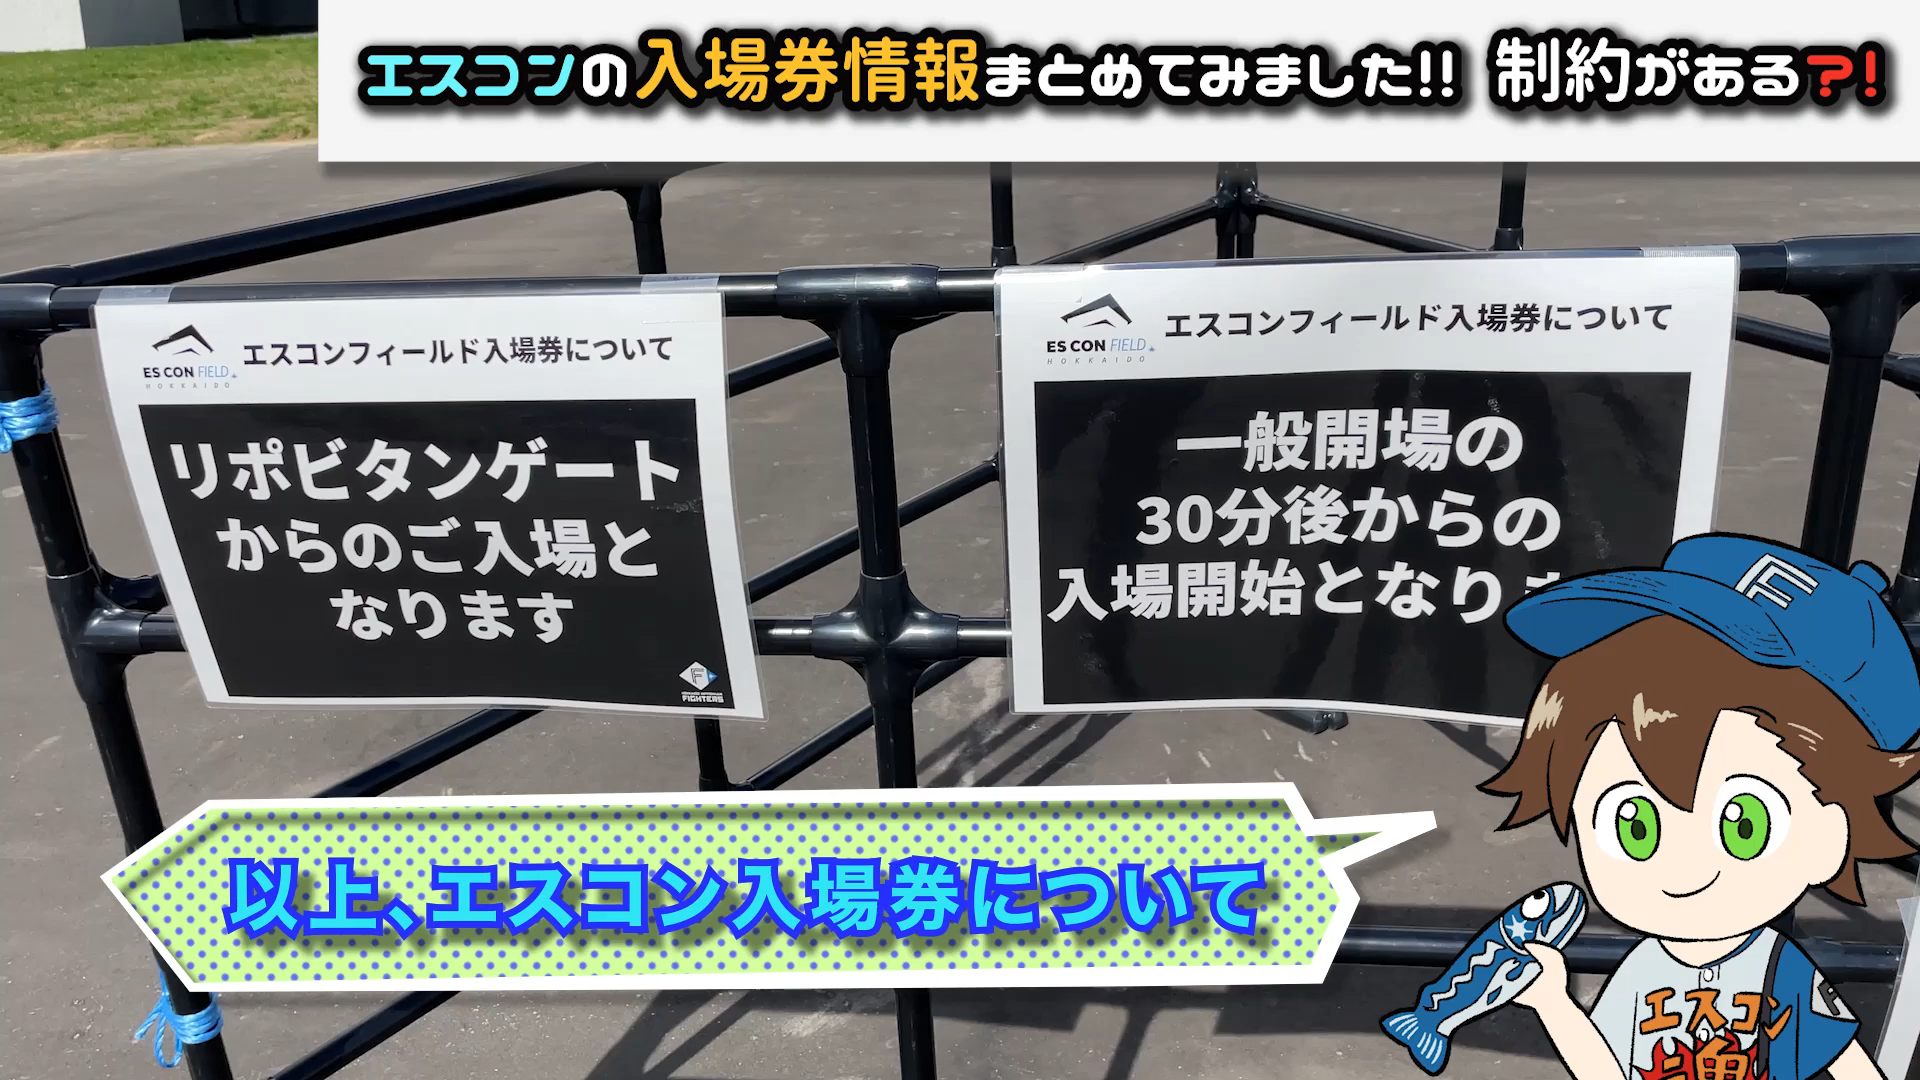 エスコンの入場券情報まとめてみました!! 制約がある?!
ES CON FIELD
HOKKAIDO
エスコンフィールド入場券について
リポビタンゲート
からのご入場と
なります
F
FIGHTERS
ES CON FIELD
HOKKAIDO
エスコンフィールド入場券について
一般開場の
30分後からの
入場開始となりま
F
以上、エスコン入場券について
エスコン